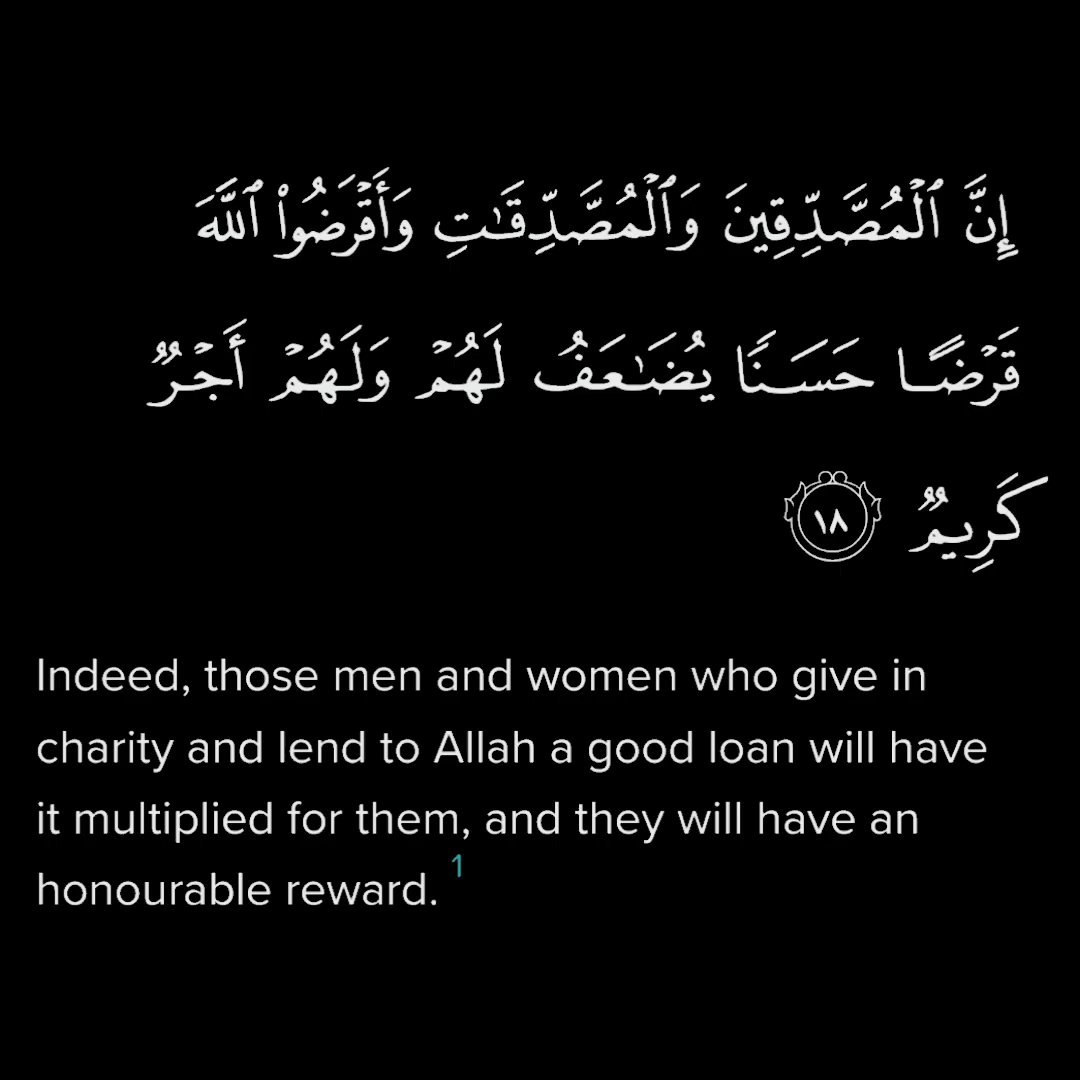 إِنَّ ٱلْمُصَّدِّقِينَ وَٱلْمُصَّدِّقَـٰتِ وَأَقْرَضُوا۟ ٱللَّهَ
قَرْضًا حَسَنًا يُضَـٰعَفُ لَهُمْ وَلَهُمْ أَجْرٌ
كَرِيمٌ ١٨
Indeed, those men and women who give in
charity and lend to Allah a good loan will have
it multiplied for them, and they will have an
honourable reward. 1